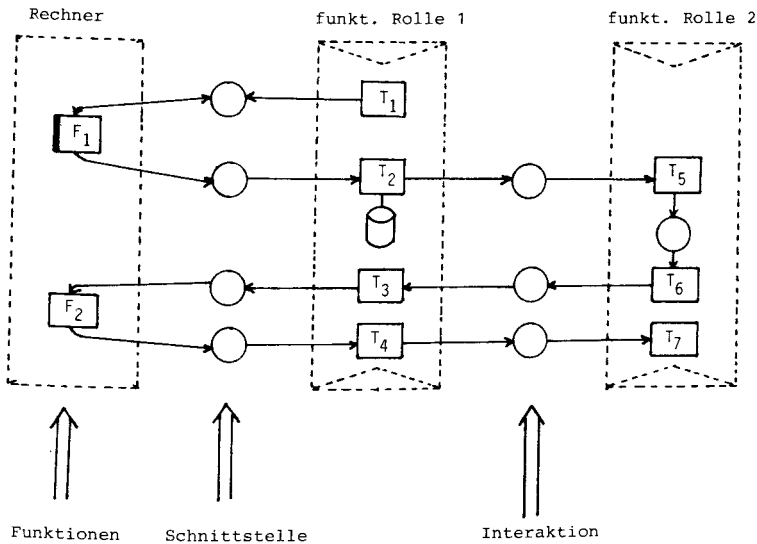 Rechner
funkt. Rolle 1
funkt. Rolle 2
T1
F1
T2
T5
T3
T6
F2
T4
T7
Funktionen
Schnittstelle
Interaktion